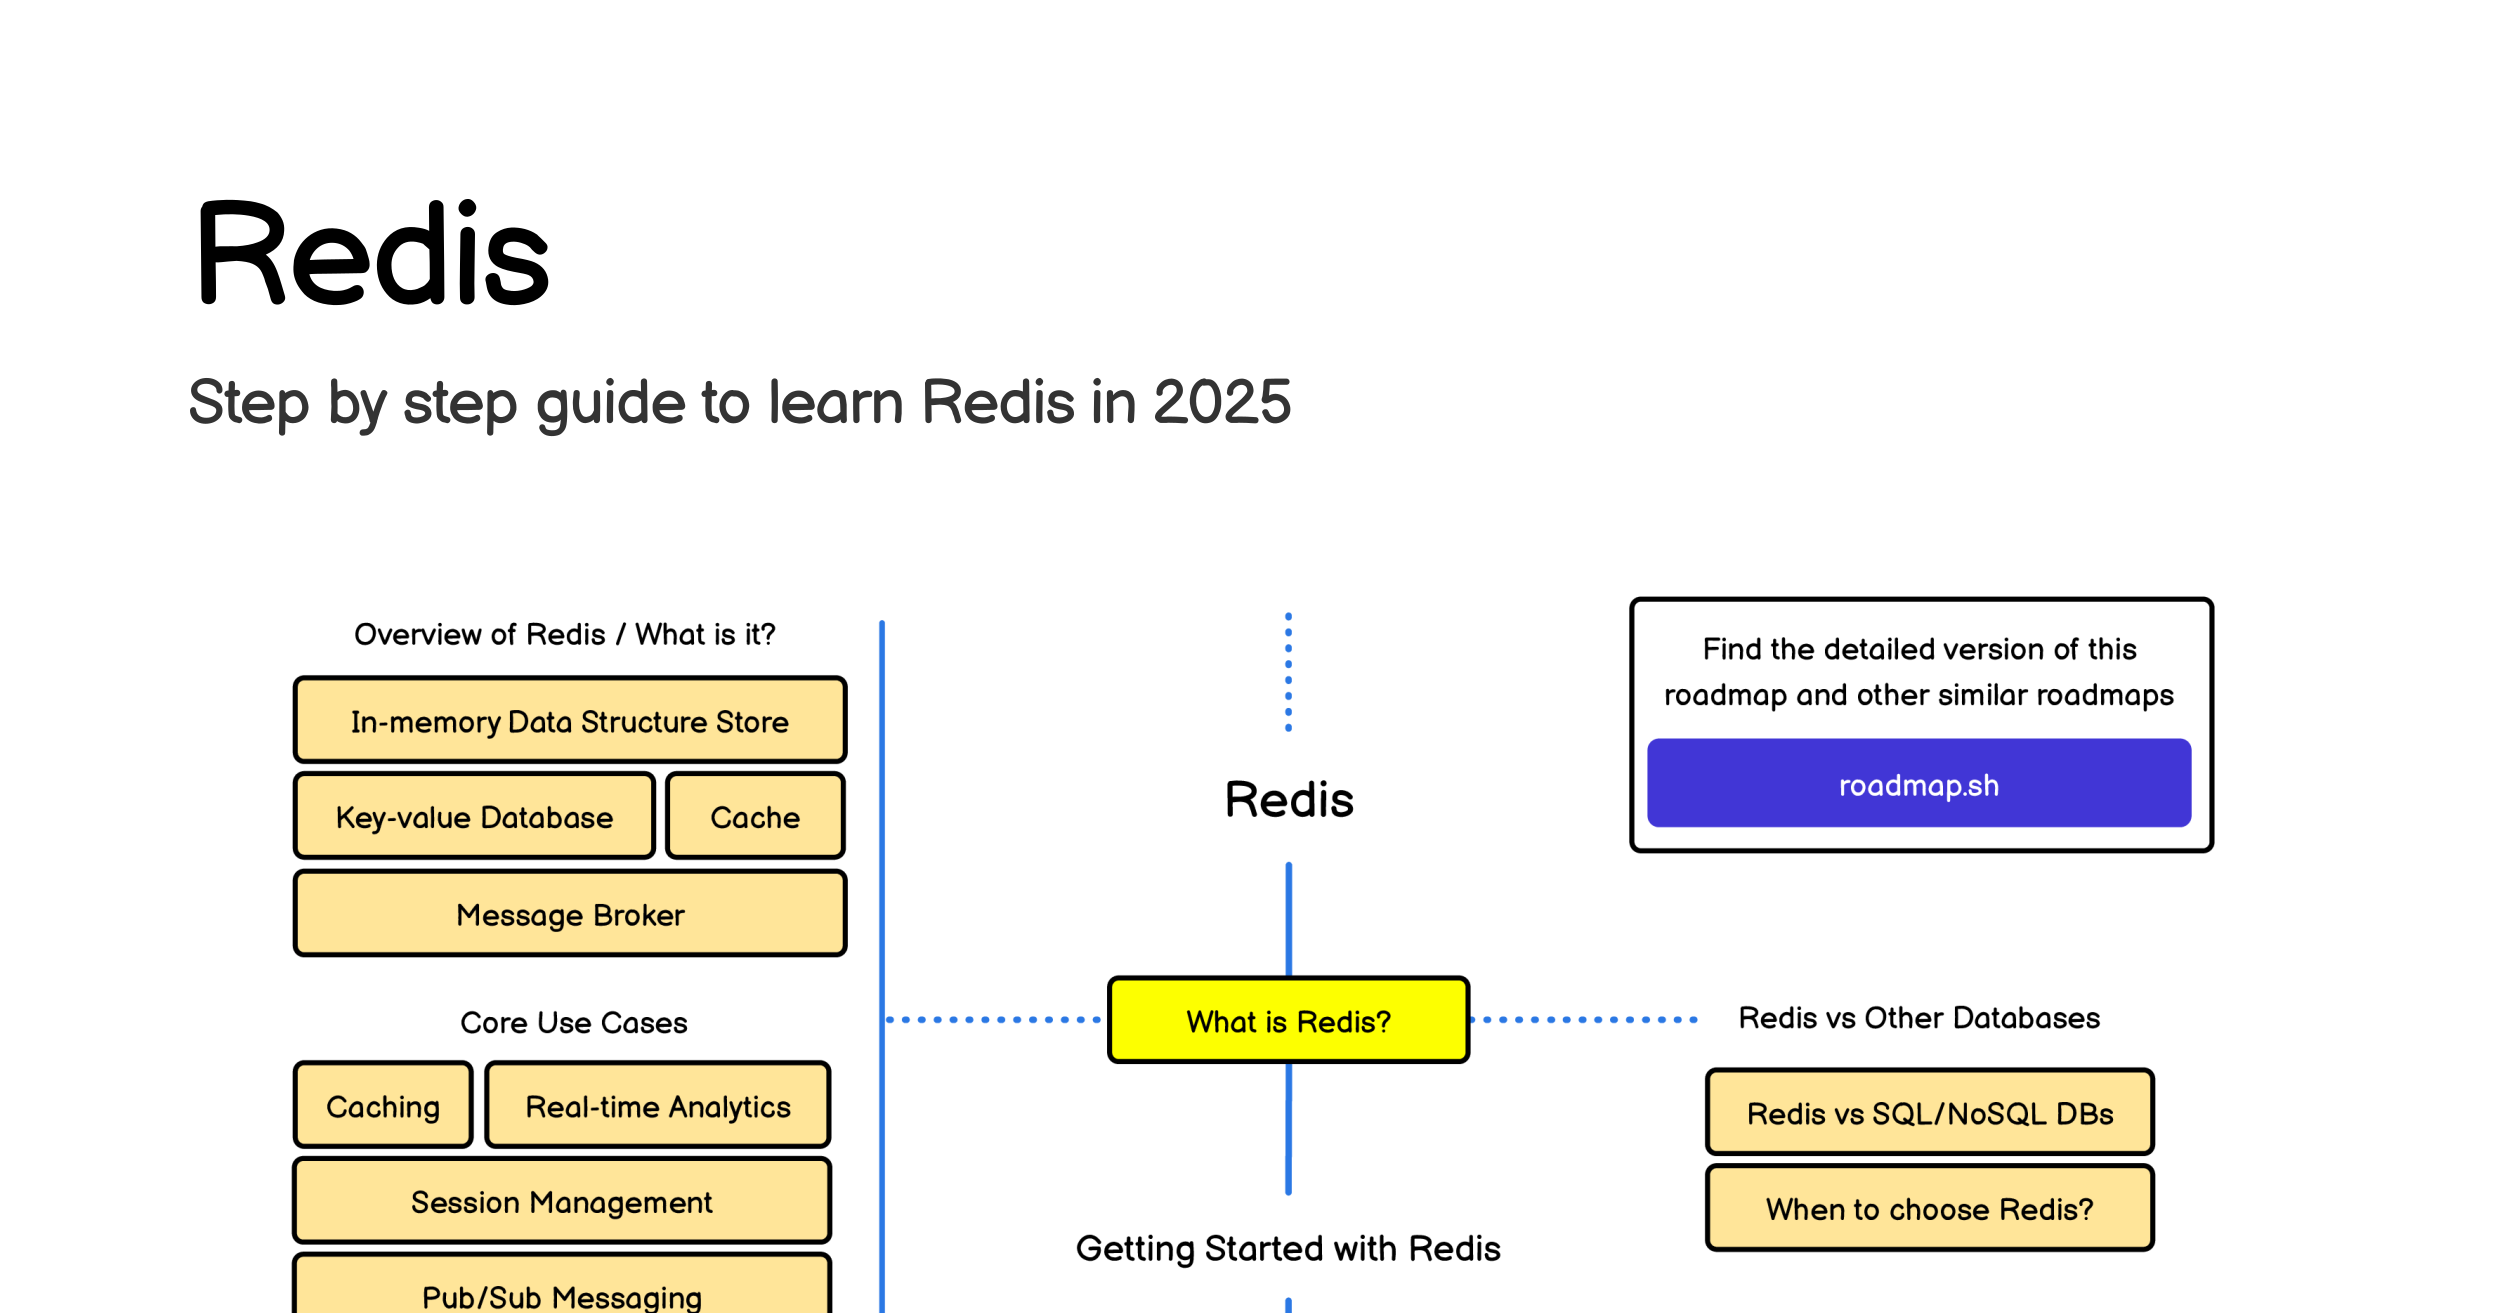 Redis
Step by step guide to learn Redis in 2025
Overview of Redis / What is it?
In-memory Data Structure Store
Key-value Database
Cache
Message Broker
Core Use Cases
Caching
Real-time Analytics
Session Management
Pub/Sub Messaging
Redis
What is Redis?
Getting Started with Redis
Find the detailed version of this
roadmap and other similar roadmaps
roadmap.sh
Redis vs Other Databases
Redis vs SQL/NoSQL DBs
When to choose Redis?